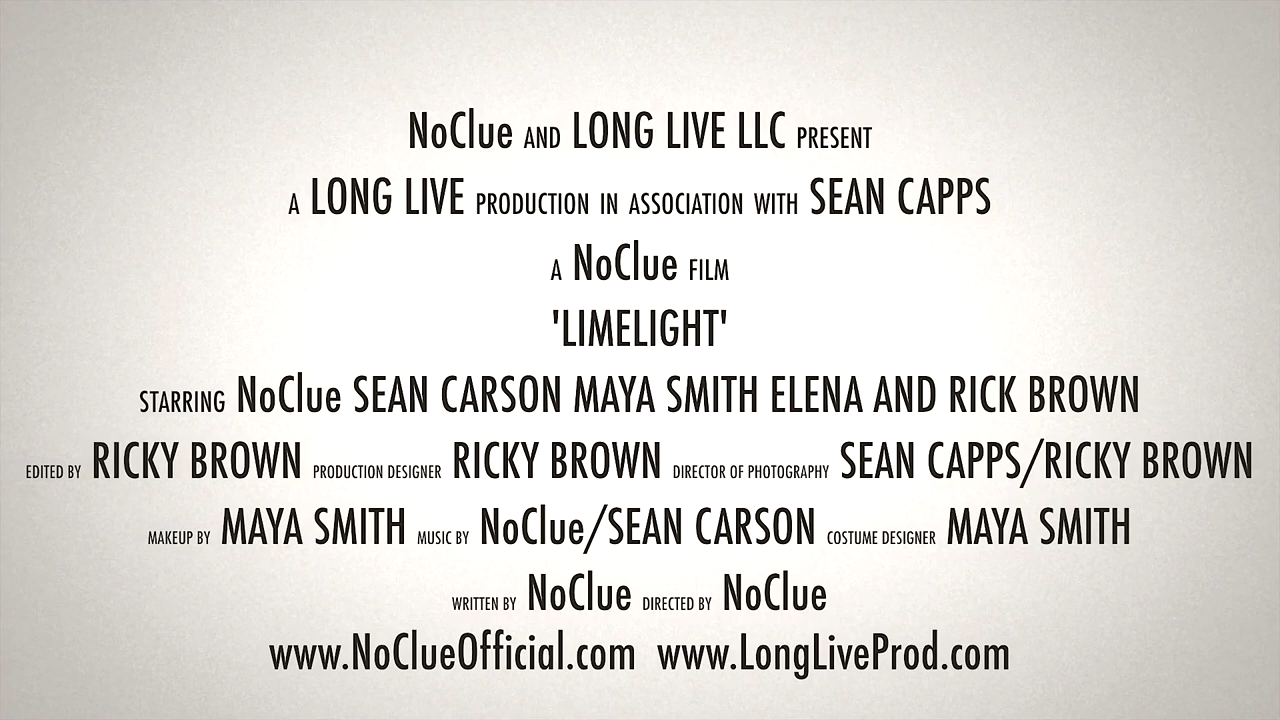 NoClue AND LONG LIVE LLC PRESENT
A LONG LIVE PRODUCTION IN ASSOCIATION WITH SEAN CAPPS
A NoClue FILM
'LIMELIGHT'
STARRING NoClue SEAN CARSON MAYA SMITH ELENA AND RICK BROWN
EDITED BY RICKY BROWN PRODUCTION DESIGNER RICKY BROWN DIRECTOR OF PHOTOGRAPHY SEAN CAPPS/RICKY BROWN
MAKEUP BY MAYA SMITH MUSIC BY NoClue/SEAN CARSON COSTUME DESIGNER MAYA SMITH
WRITTEN BY NoClue DIRECTED BY NoClue
www.NoClueOfficial.com www.LongLiveProd.com